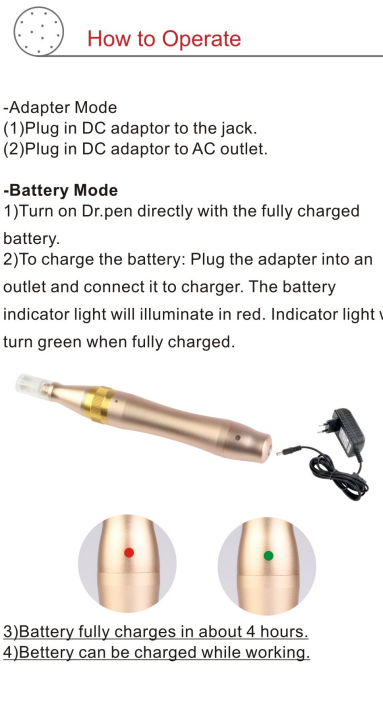 How to Operate
-Adapter Mode
(1)Plug in DC adaptor to the jack.
(2)Plug in DC adaptor to AC outlet.
-Battery Mode
1)Turn on Dr.pen directly with the fully charged
battery.
2)To charge the battery: Plug the adapter into an
outlet and connect it to charger. The battery
indicator light will illuminate in red. Indicator light
turn green when fully charged.
3)Battery fully charges in about 4 hours.
4)Bettery can be charged while working.